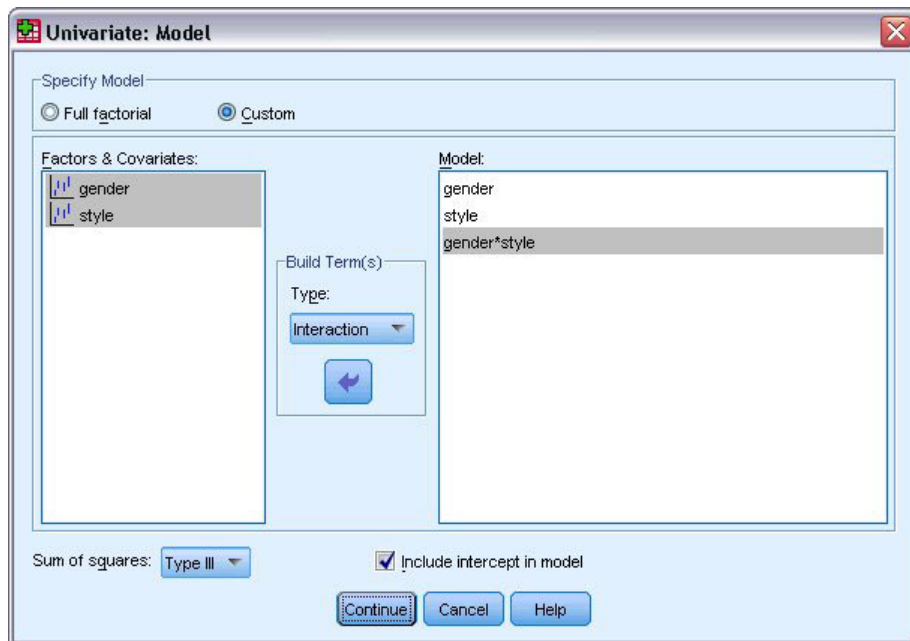 Univariate: Model
Specify Model
Full factorial
Custom
Factors & Covariates:
gender
style
Build Term(s)
Type:
Interaction
Model:
gender
style
gender*style
Sum of squares:
Type III
Include intercept in model
Continue
Cancel
Help